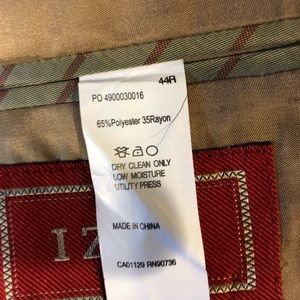 44R
PO 4900030016
65%Polyester 35Rayon
DRY CLEAN ONLY
LOW MOISTURE
UTILITY PRESS
MADE IN CHINA
CA01129 RN90736
IZ